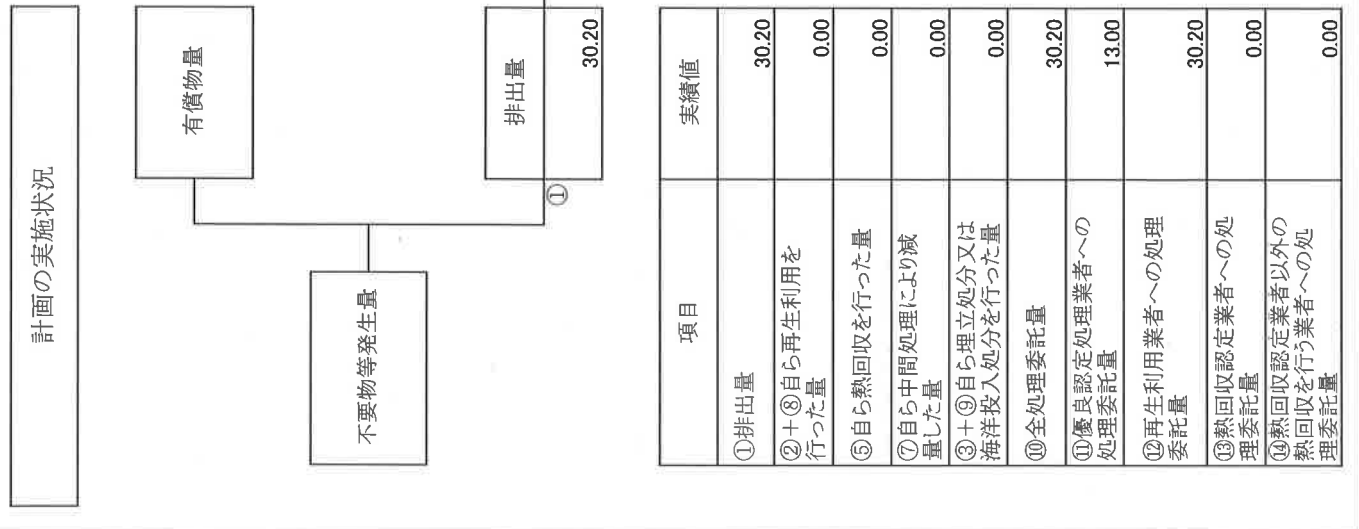 計画の実施状況
有償物量
不要物等発生量
排出量
①
30.20
項目
実績値
①排出量
30.20
②+⑧自ら再生利用を
行った量
0.00
⑤自ら熱回収を行った量
0.00
⑦自ら中間処理により減
量した量
0.00
③+⑨自ら埋立処分又は
海洋投入処分を行った量
0.00
⑩全処理委託量
30.20
⑪優良認定処理業者への
処理委託量
13.00
⑫再生利用業者への処理
委託量
30.20
⑬熱回収認定業者への処
理委託量
0.00
⑭熱回収認定業者以外の
熱回収を行う業者への処
理委託量
0.00